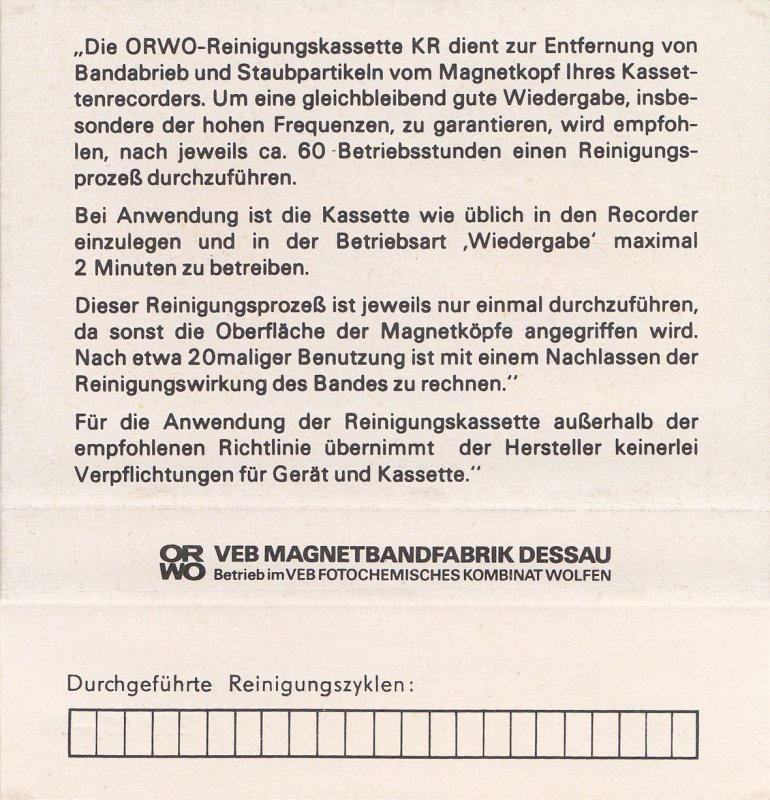 „Die ORWO-Reinigungskassette KR dient zur Entfernung von
Bandabrieb und Staubpartikeln vom Magnetkopf Ihres Kasset-
tenrecorders. Um eine gleichbleibend gute Wiedergabe, insbe-
sondere der hohen Frequenzen, zu garantieren, wird empfoh-
len, nach jeweils ca. 60 Betriebsstunden einen Reinigungs-
prozeß durchzuführen.
Bei Anwendung ist die Kassette wie üblich in den Recorder
einzulegen und in der Betriebsart ‚Wiedergabe‘ maximal
2 Minuten zu betreiben.
Dieser Reinigungsprozeß ist jeweils nur einmal durchzuführen,
da sonst die Oberfläche der Magnetköpfe angegriffen wird.
Nach etwa 20maliger Benutzung ist mit einem Nachlassen der
Reinigungswirkung des Bandes zu rechnen.“
Für die Anwendung der Reinigungskassette außerhalb der
empfohlenen Richtlinie übernimmt der Hersteller keinerlei
Verpflichtungen für Gerät und Kassette.“
ORWO VEB MAGNETBANDFABRIK DESSAU
Betrieb im VEB FOTOCHEMISCHES KOMBINAT WOLFEN
Durchgeführte Reinigungszyklen: